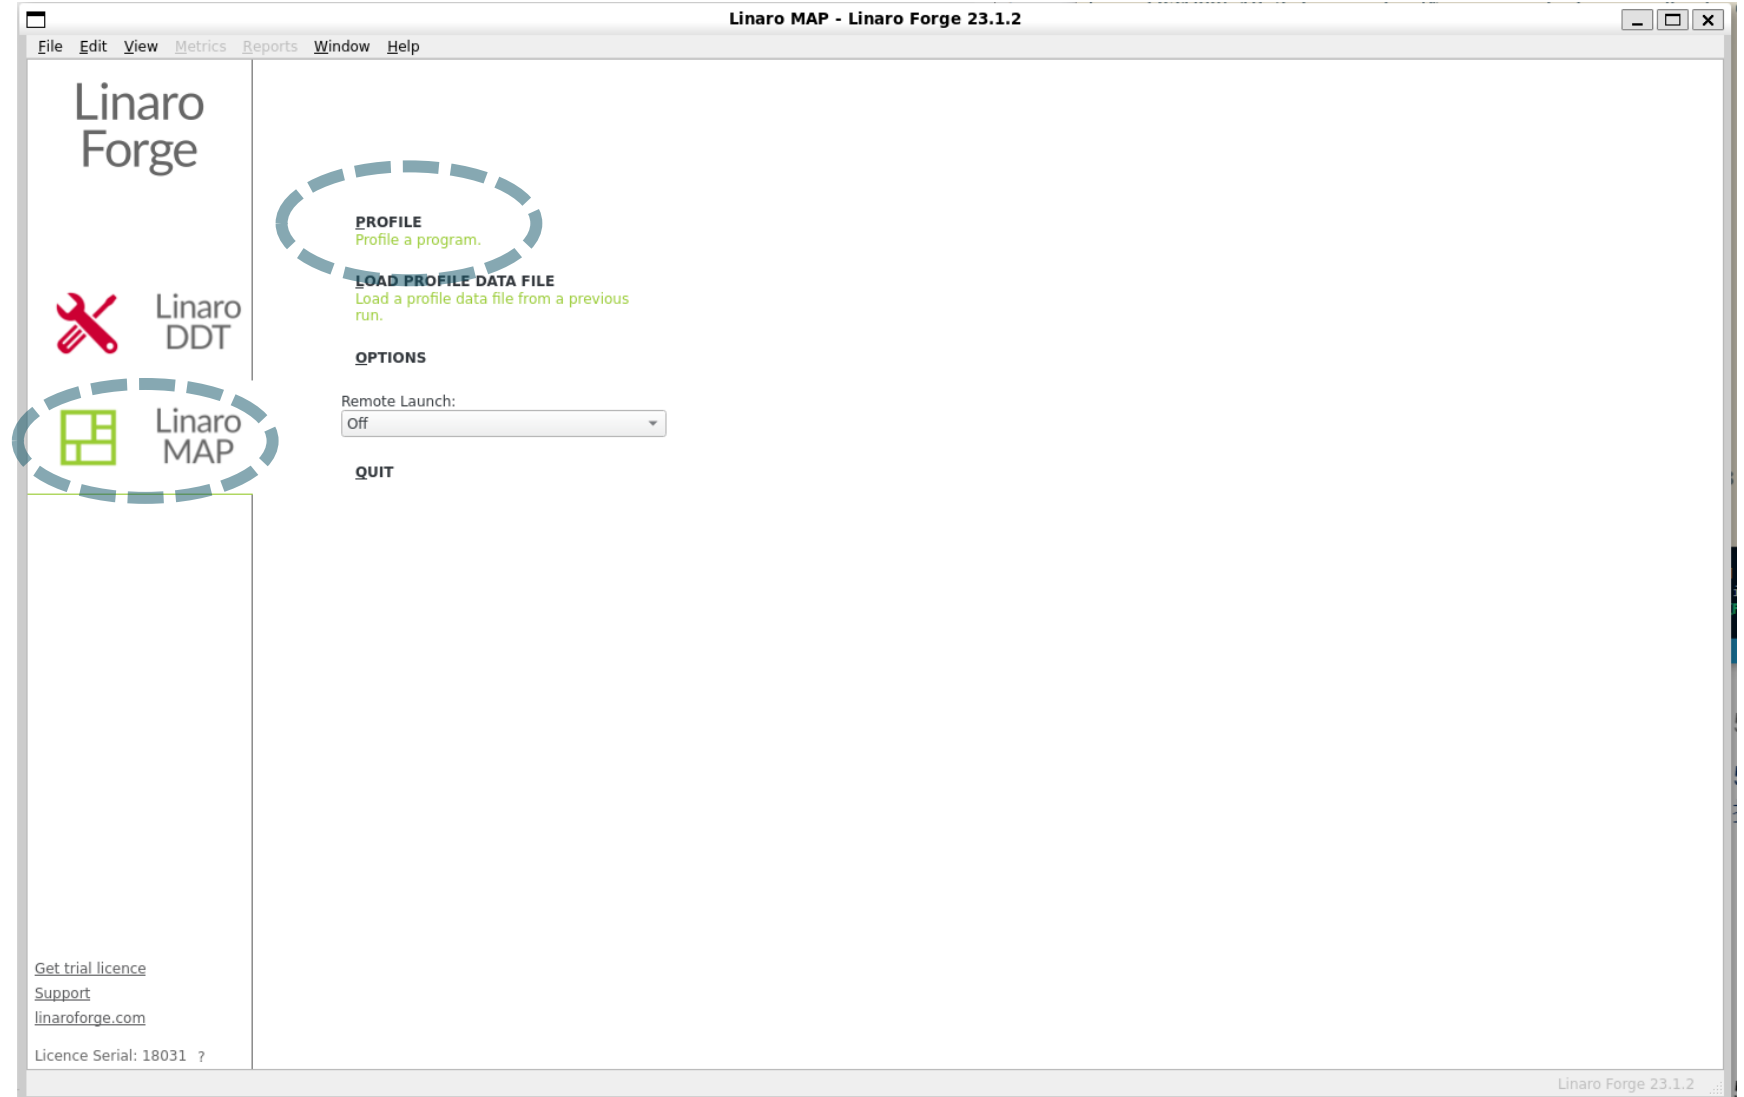 Linaro MAP - Linaro Forge 23.1.2
File Edit View Metrics Reports Window Help
Linaro
Forge
PROFILE
Profile a program.
LOAD PROFILE DATA FILE
Load a profile data file from a previous
run.
Linaro
DDT
OPTIONS
Remote Launch:
Off
Linaro
MAP
QUIT
Get trial licence
Support
linaroforge.com
Licence Serial: 18031 ?
Linaro Forge 23.1.2